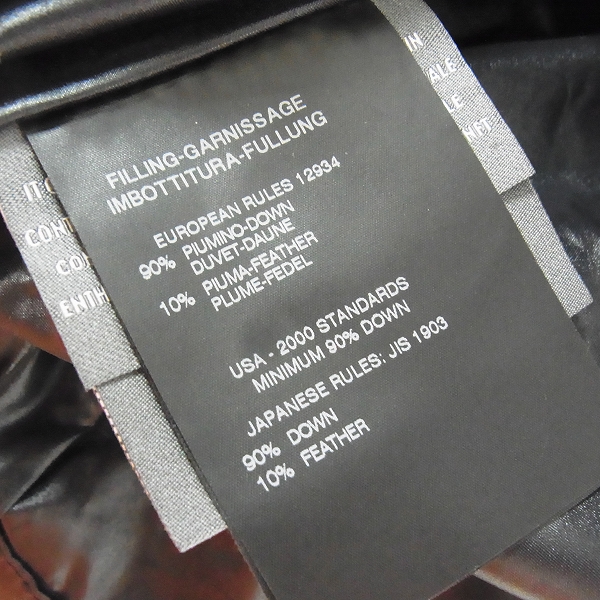 FILLING-GARNISSAGE
IMBOTTITURA-FULLUNG
EUROPEAN RULES 12934
90% PIUMINO-DOWN
DUVET-DAUNE
10% PIUMA-FEATHER
PLUME-FEDEL
USA - 2000 STANDARDS
MINIMUM 90% DOWN
JAPANESE RULES: JIS 1903
90% DOWN
10% FEATHER
IN